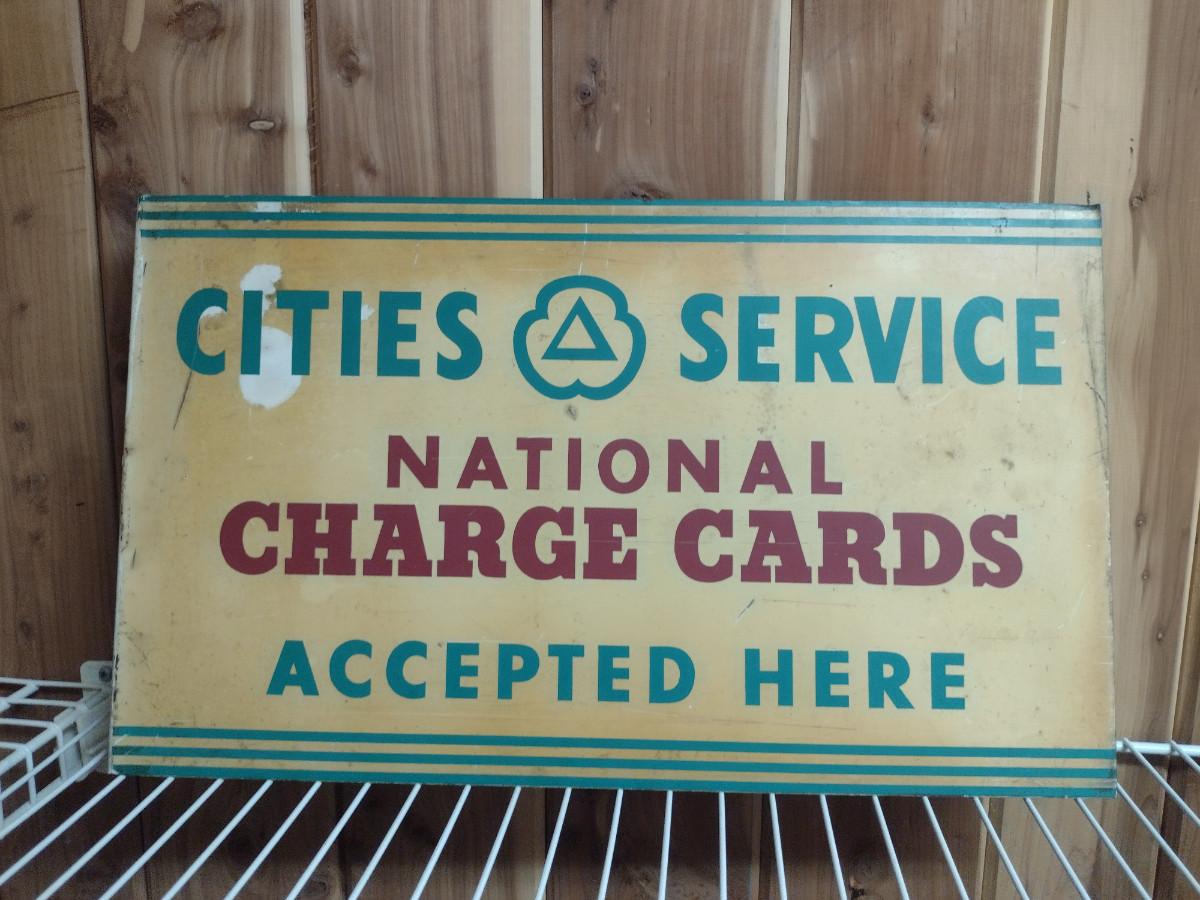 CITIES SERVICE
NATIONAL
CHARGE CARDS
ACCEPTED HERE